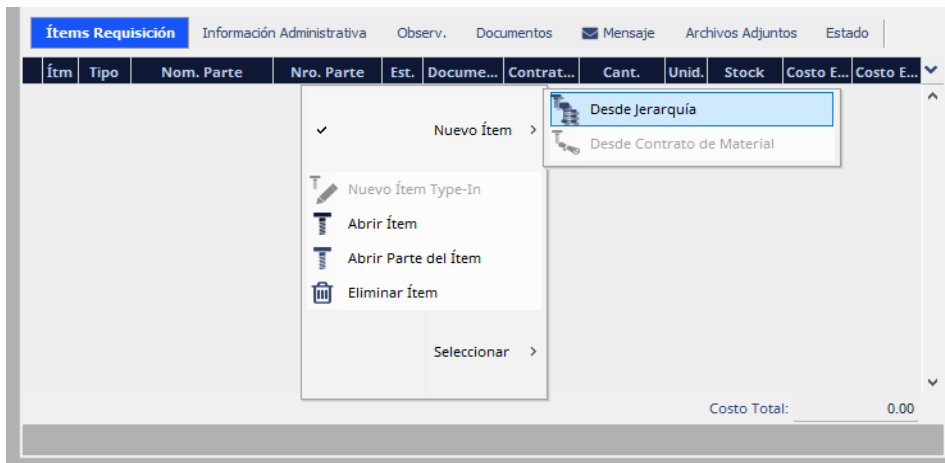 Ítems Requisición Información Administrativa Observ. Documentos Mensaje Archivos Adjuntos Estado
Ítm Tipo Nom. Parte Nro. Parte Est. Docume... Contrat... Cant. Unid. Stock Costo E... Costo E...
Desde Jerarquía
Nuevo Ítem
Desde Contrato de Material
Nuevo Ítem Type-In
Abrir Ítem
Abrir Parte del Ítem
Eliminar Ítem
Seleccionar
Costo Total: 0.00